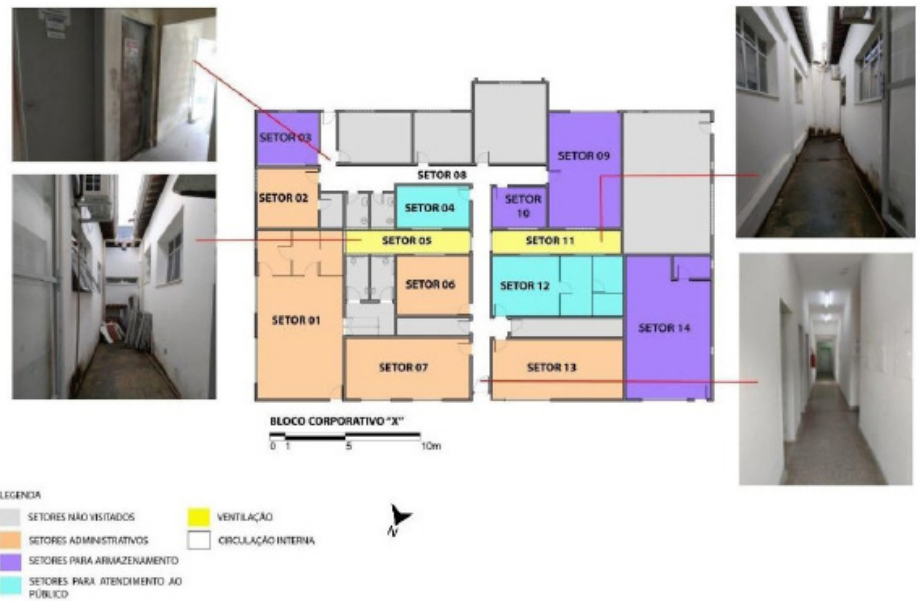 SETOR 03
SETOR 09
SETOR 08
SETOR 02
SETOR 04
SETOR 10
SETOR 05
SETOR 11
SETOR 06
SETOR 12
SETOR 01
SETOR 14
SETOR 07
SETOR 13
BLOCO CORPORATIVO "X"
0 1 5 10m
LEGENDA
SETORES NÃO VISITADOS
VENTILAÇÃO
SETORES ADMINISTRATIVOS
CIRCULAÇÃO INTERNA
SETORES PARA ARMAZENAMENTO
SETORES PARA ATENDIMENTO AO
PÚBLICO
N